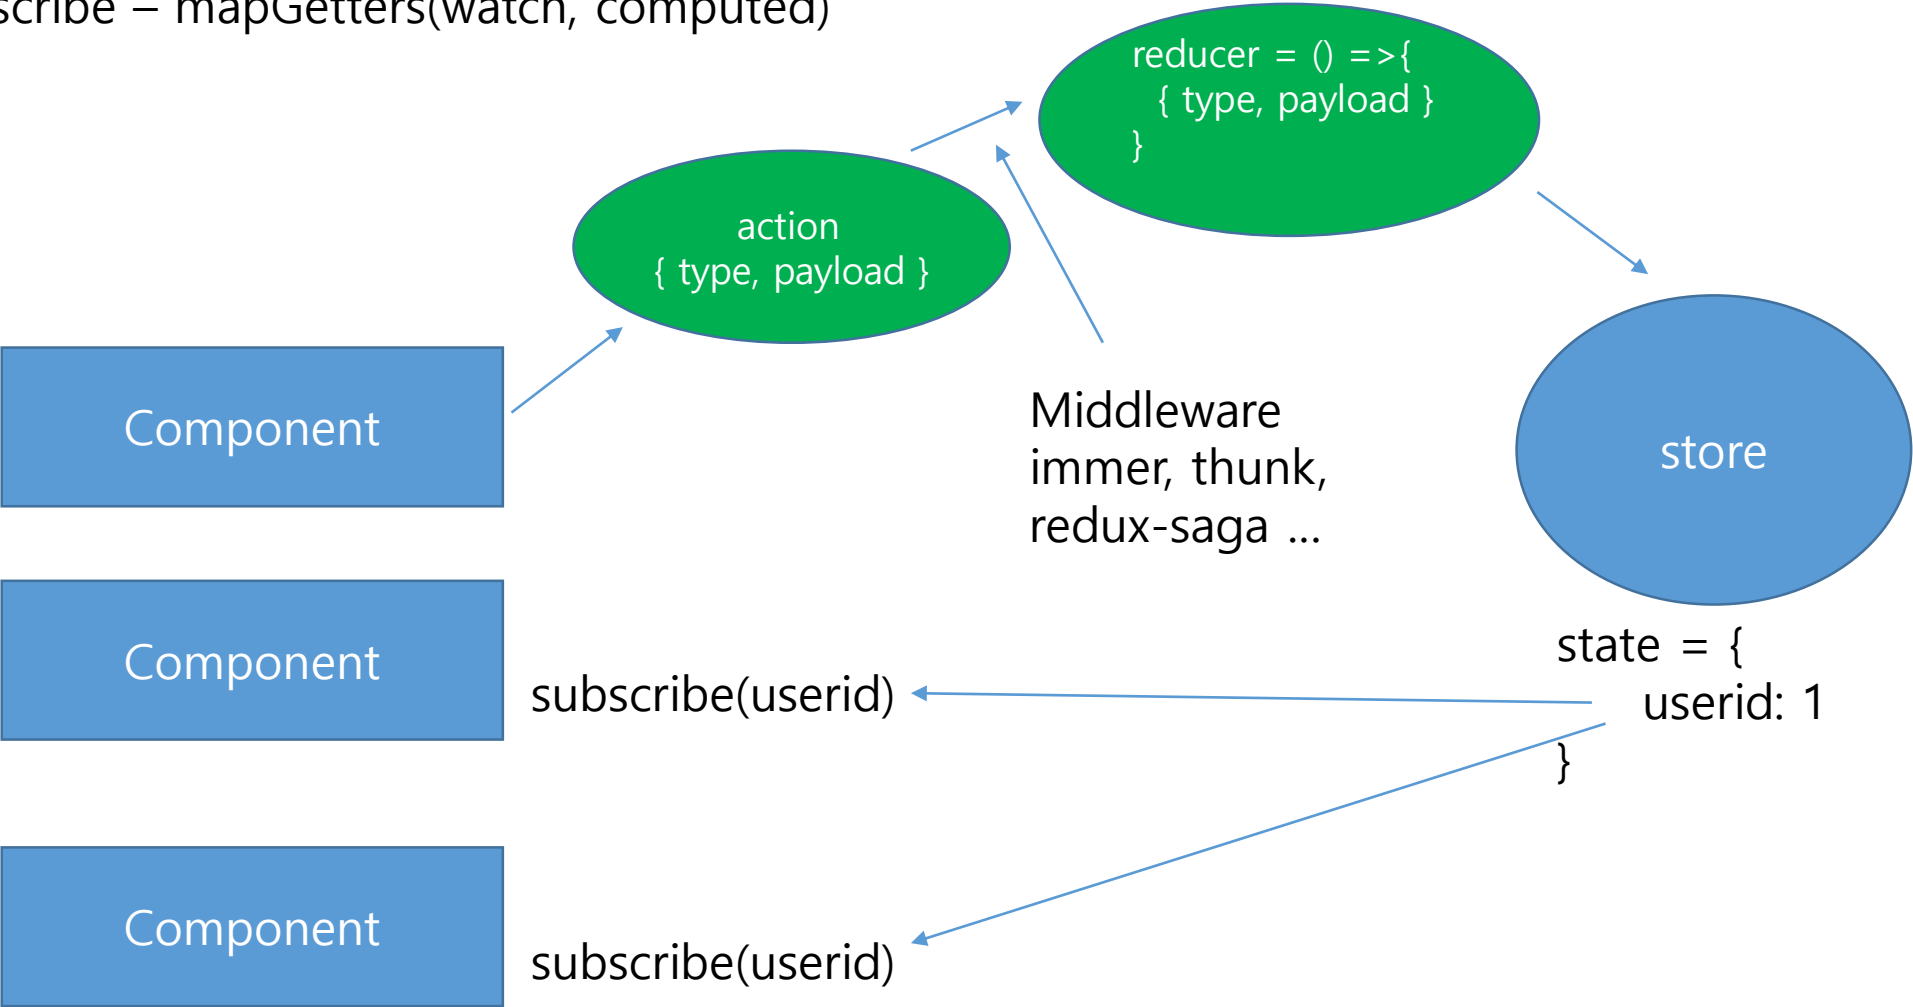 scribe – mapGetters(watch, computed)
reducer = () =>{
{ type, payload }
}
action
{ type, payload }
Component
Middleware
immer, thunk,
redux-saga ...
store
Component
subscribe(userid)
state = {
userid: 1
}
Component
subscribe(userid)